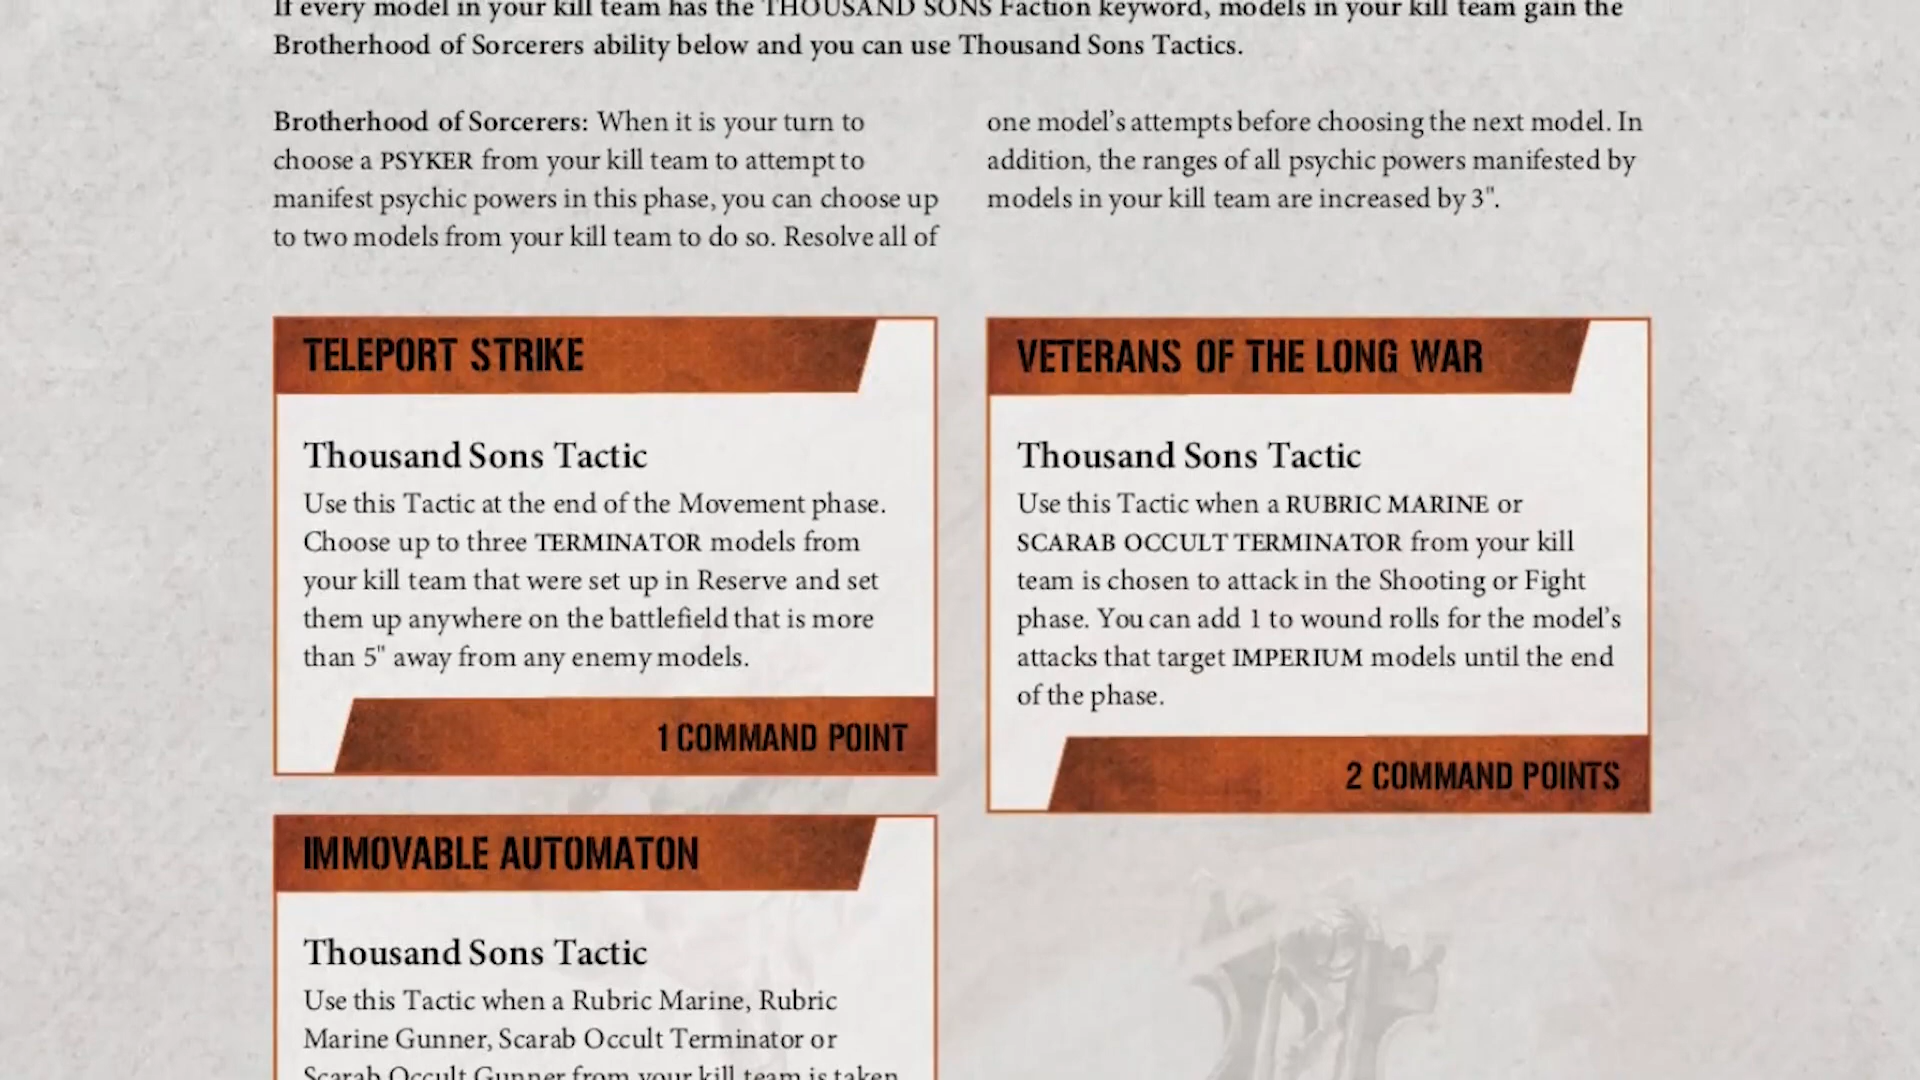 If every model in your kill team has the THOUSAND SONS Faction keyword, models in your kill team gain the
Brotherhood of Sorcerers ability below and you can use Thousand Sons Tactics.
Brotherhood of Sorcerers: When it is your turn to
choose a PSYKER from your kill team to attempt to
manifest psychic powers in this phase, you can choose up
to two models from your kill team to do so. Resolve all of
one model's attempts before choosing the next model. In
addition, the ranges of all psychic powers manifested by
models in your kill team are increased by 3".
TELEPORT STRIKE
Thousand Sons Tactic
Use this Tactic at the end of the Movement phase.
Choose up to three TERMINATOR models from
your kill team that were set up in Reserve and set
them up anywhere on the battlefield that is more
than 5" away from any enemy models.
1 COMMAND POINT
VETERANS OF THE LONG WAR
Thousand Sons Tactic
Use this Tactic when a RUBRIC MARINE or
SCARAB OCCULT TERMINATOR from your kill
team is chosen to attack in the Shooting or Fight
phase. You can add 1 to wound rolls for the model's
attacks that target IMPERIUM models until the end
of the phase.
2 COMMAND POINTS
IMMOVABLE AUTOMATON
Thousand Sons Tactic
Use this Tactic when a Rubric Marine, Rubric
Marine Gunner, Scarab Occult Terminator or
Scarab Occult Gunner from your kill team is taken